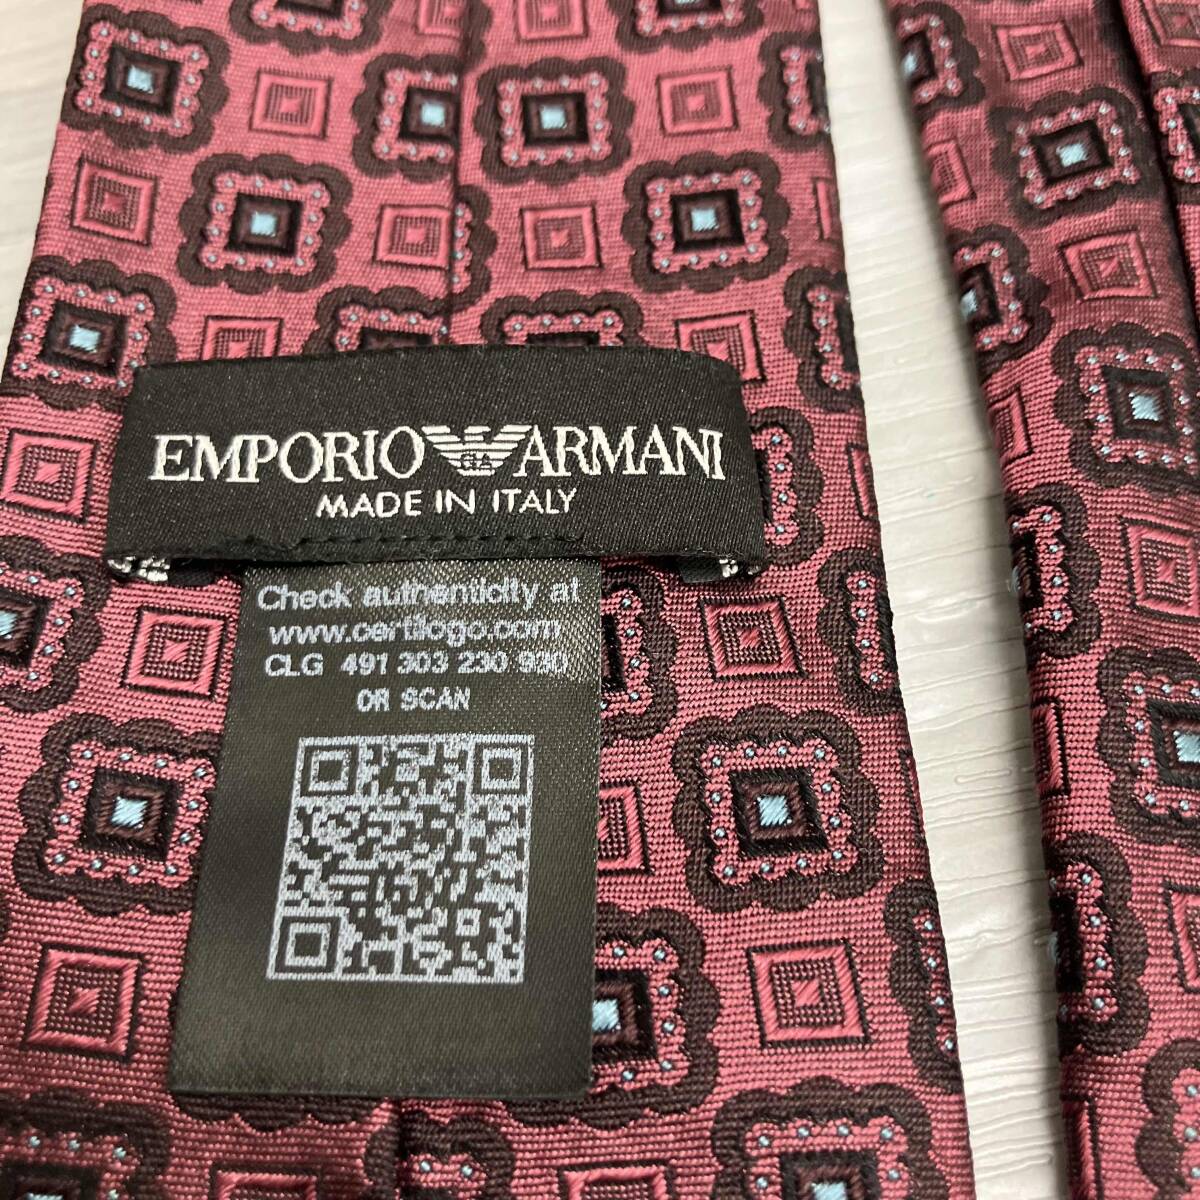 EMPORIO ARMANI
MADE IN ITALY
Check authenticity at
www.certilogo.com
CLG 491 303 230 930
OR SCAN